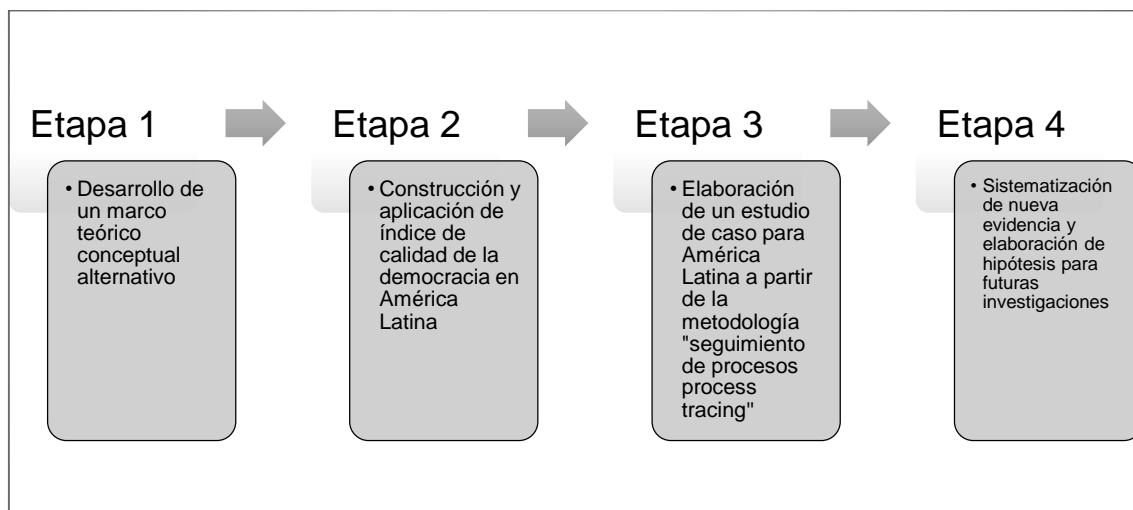 Etapa 1
• Desarrollo de
un marco
teórico
conceptual
alternativo
Etapa 2
• Construcción y
aplicación de
índice de
calidad de la
democracia en
América
Latina
Etapa 3
• Elaboración
de un estudio
de caso para
América
Latina a partir
de la
metodología
"seguimiento
de procesos
process
tracing"
Etapa 4
• Sistematización
de nueva
evidencia y
elaboración de
hipótesis para
futuras
investigaciones